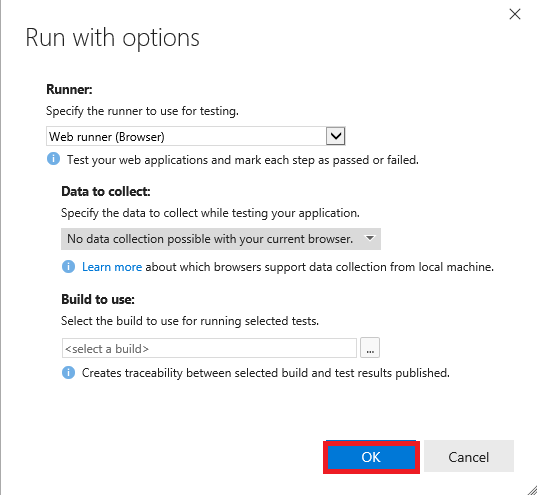 Run with options
Runner:
Specify the runner to use for testing.
Web runner (Browser)
Test your web applications and mark each step as passed or failed.
Data to collect:
Specify the data to collect while testing your application.
No data collection possible with your current browser.
Learn more about which browsers support data collection from local machine.
Build to use:
Select the build to use for running selected tests.
<select a build> ...
Creates traceability between selected build and test results published.
OK Cancel